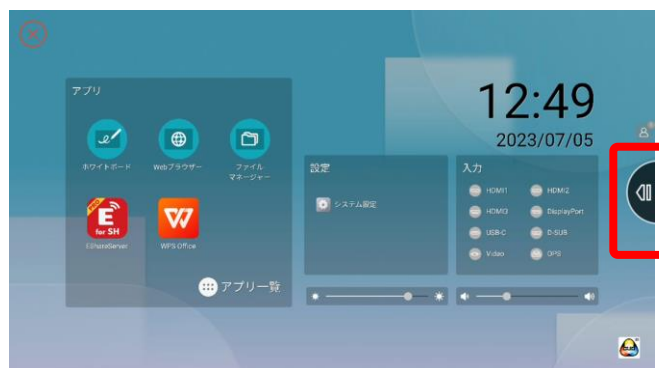 12:49
2023/07/05
アプリ
ホワイトボード
Webブラウザー
ファイル
マネージャー
PRO
E
for SH
EShareServer
WPS Office
アプリ一覧
設定
システム設定
入力
HDMI1
HDMI2
HDMI3
DisplayPort
USB-C
D-SUB
Video
OPS